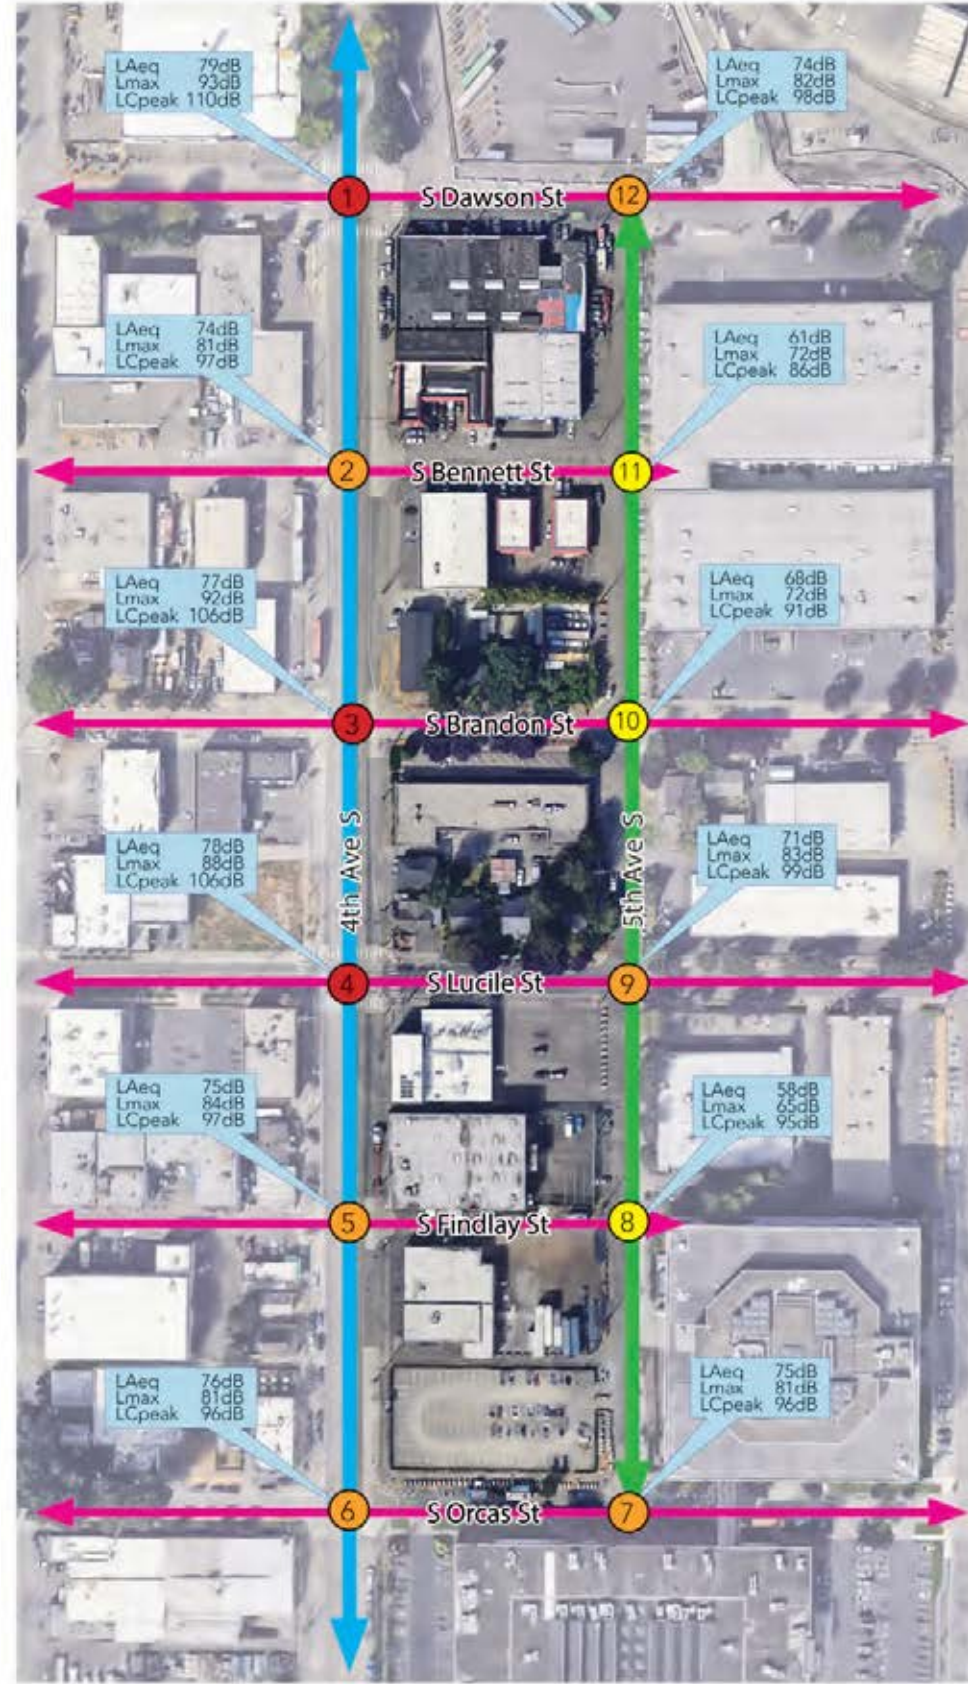 LAeq 79dB
Lmax 93dB
LCpeak 110dB
LAeq 74dB
Lmax 82dB
LCpeak 98dB
1
S Dawson St
12
LAeq 74dB
Lmax 81dB
LCpeak 97dB
LAeq 61dB
Lmax 72dB
LCpeak 86dB
2
S Bennett St
11
LAeq 77dB
Lmax 92dB
LCpeak 106dB
LAeq 68dB
Lmax 72dB
LCpeak 91dB
3
S Brandon St
10
LAeq 78dB
Lmax 88dB
LCpeak 106dB
4th Ave S
5th Ave S
LAeq 71dB
Lmax 83dB
LCpeak 99dB
4
S Lucile St
9
LAeq 75dB
Lmax 84dB
LCpeak 97dB
LAeq 58dB
Lmax 65dB
LCpeak 95dB
5
S Findlay St
8
LAeq 76dB
Lmax 81dB
LCpeak 96dB
LAeq 75dB
Lmax 81dB
LCpeak 96dB
6
S Orcas St
7